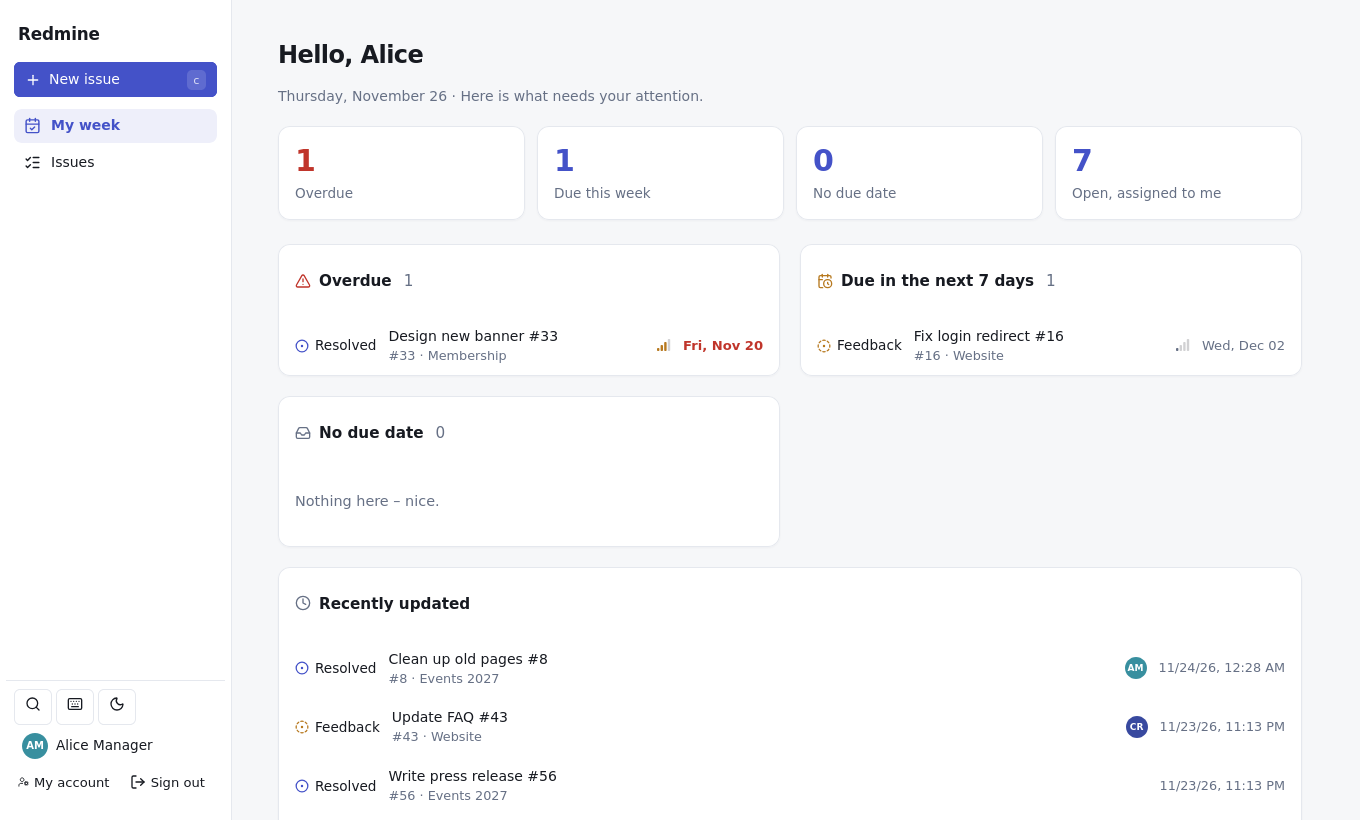 Redmine
New issue c
My week
Issues
AM Alice Manager
My account Sign out
Hello, Alice
Thursday, November 26 · Here is what needs your attention.
1
Overdue
1
Due this week
0
No due date
7
Open, assigned to me
Overdue 1
Resolved Design new banner #33 Fri, Nov 20
#33 · Membership
Due in the next 7 days 1
Feedback Fix login redirect #16 Wed, Dec 02
#16 · Website
No due date 0
Nothing here – nice.
Recently updated
Resolved Clean up old pages #8 AM 11/24/26, 12:28 AM
#8 · Events 2027
Feedback Update FAQ #43 CR 11/23/26, 11:13 PM
#43 · Website
Resolved Write press release #56 11/23/26, 11:13 PM
#56 · Events 2027